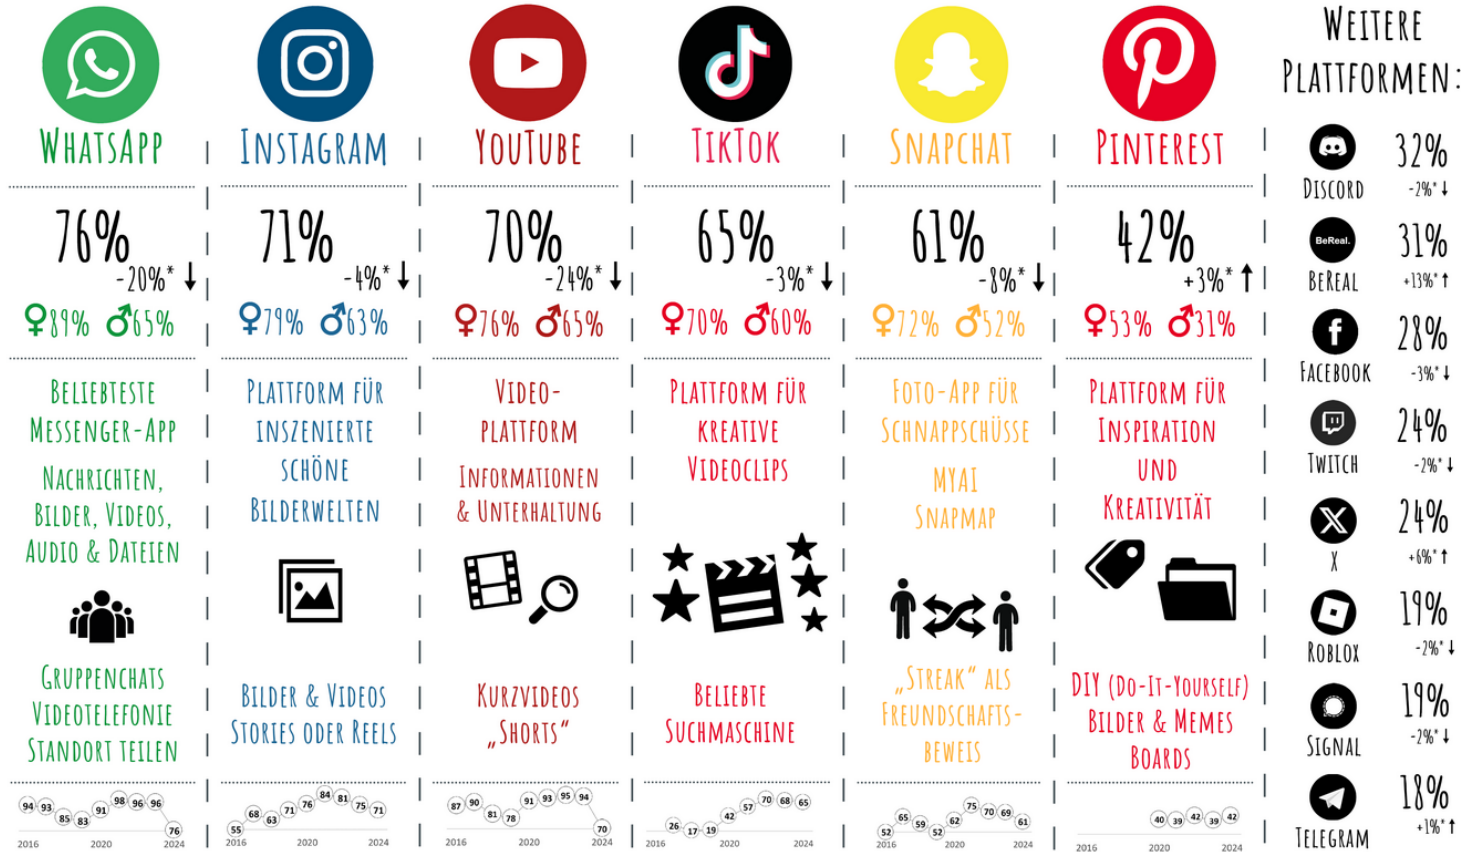 WHATSAPP
76%
-20%* ↓
♀89% ♂65%
BELIEBTESTE
MESSENGER-APP
NACHRICHTEN,
BILDER, VIDEOS,
AUDIO & DATEIEN
GRUPPENCHATS
VIDEOTELEFONIE
STANDORT TEILEN
94 93 85 83 91 98 96 96 76
2016 2020 2024
INSTAGRAM
71%
-4%* ↓
♀79% ♂63%
PLATTFORM FÜR
INSZENIERTE
SCHÖNE
BILDERWELTEN
BILDER & VIDEOS
STORIES ODER REELS
55 68 63 71 76 84 81 75 71
2016 2020 2024
YOUTUBE
70%
-24%* ↓
♀76% ♂65%
VIDEO-
PLATTFORM
INFORMATIONEN
& UNTERHALTUNG
KURZVIDEOS
„SHORTS“
87 90 81 78 91 93 95 94 70
2016 2020 2024
TIKTOK
65%
-3%* ↓
♀70% ♂60%
PLATTFORM FÜR
KREATIVE
VIDEOCLIPS
BELIEBTE
SUCHMASCHINE
26 17 19 42 57 70 68 65
2016 2020 2024
SNAPCHAT
61%
-8%* ↓
♀72% ♂52%
FOTO-APP FÜR
SCHNAPPSCHÜSSE
MYAI
SNAPMAP
„STREAK“ ALS
FREUNDSCHAFTS-
BEWEIS
52 65 59 52 62 75 70 69 61
2016 2020 2024
PINTEREST
42%
+3%* ↑
♀53% ♂31%
PLATTFORM FÜR
INSPIRATION
UND
KREATIVITÄT
DIY (DO-IT-YOURSELF)
BILDER & MEMES
BOARDS
40 39 42 39 42
2016 2020 2024
WEITERE
PLATTFORMEN:
DISCORD
32%
-2%* ↓
BeReal.
BEREAL
31%
+13%* ↑
FACEBOOK
28%
-3%* ↓
TWITCH
24%
-2%* ↓
X
24%
+6%* ↑
ROBLOX
19%
-2%* ↓
SIGNAL
19%
-2%* ↓
TELEGRAM
18%
+1%* ↑